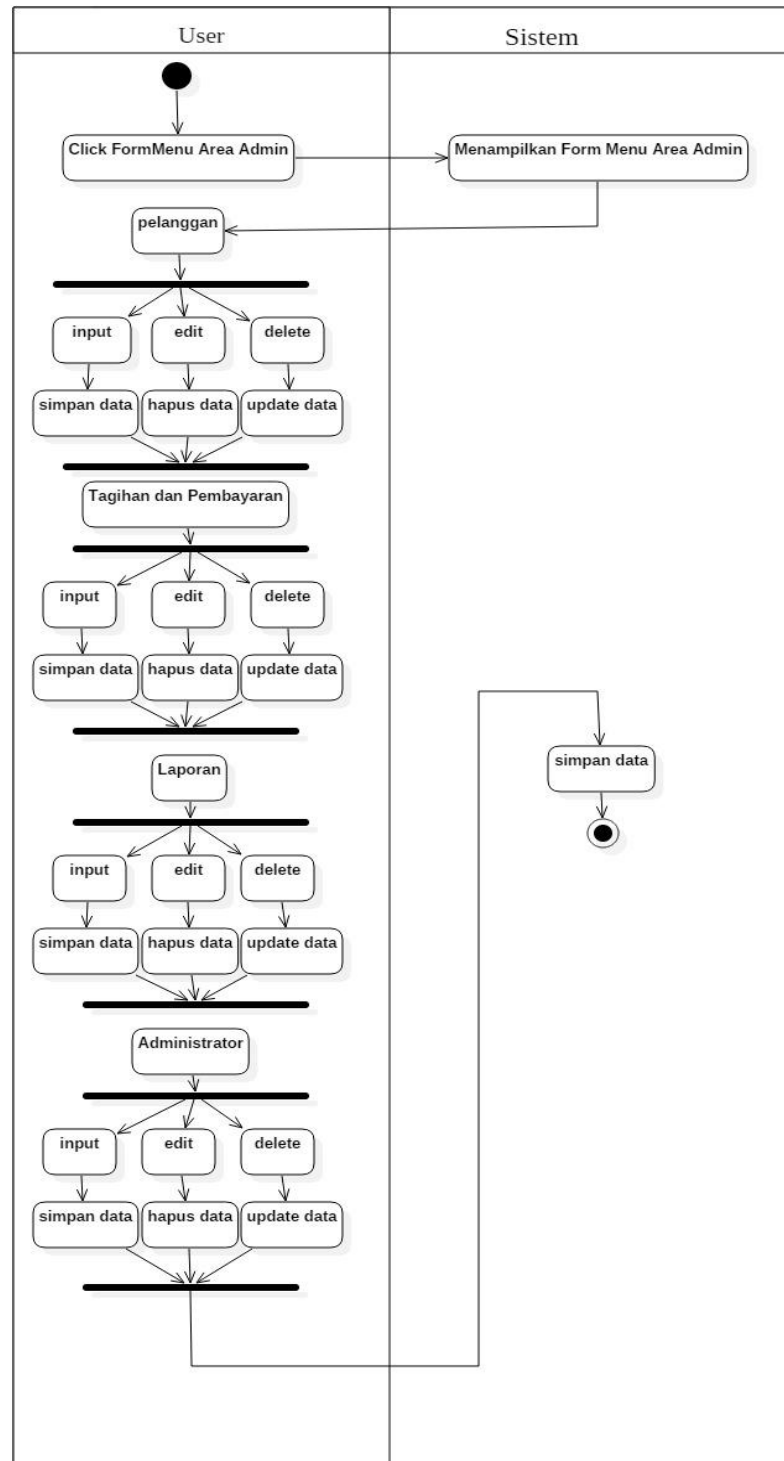 User
Sistem
Click FormMenu Area Admin
Menampilkan Form Menu Area Admin
pelanggan
input
edit
delete
simpan data
hapus data
update data
Tagihan dan Pembayaran
input
edit
delete
simpan data
hapus data
update data
simpan data
Laporan
input
edit
delete
simpan data
hapus data
update data
Administrator
input
edit
delete
simpan data
hapus data
update data